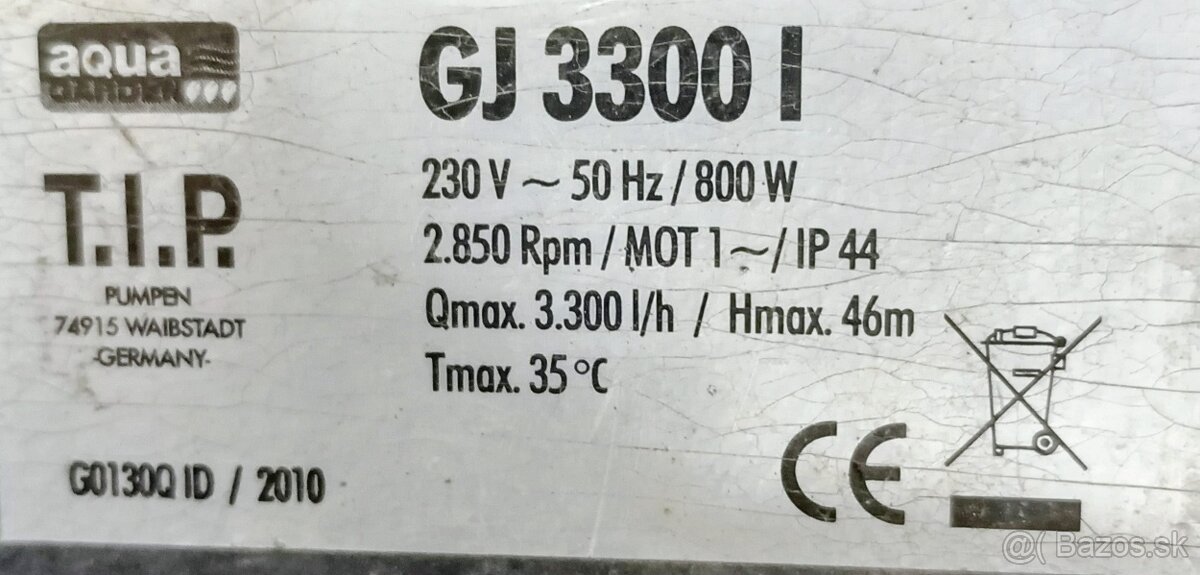 aqua
GARDEN
T.I.P.
PUMPEN
74915 WAIBSTADT
-GERMANY-
G0130Q ID / 2010
GJ 3300 I
230 V ~ 50 Hz / 800 W
2.850 Rpm / MOT 1 ~ / IP 44
Qmax. 3.300 l/h / Hmax. 46m
Tmax. 35 °C
CE
@( Bazos.sk